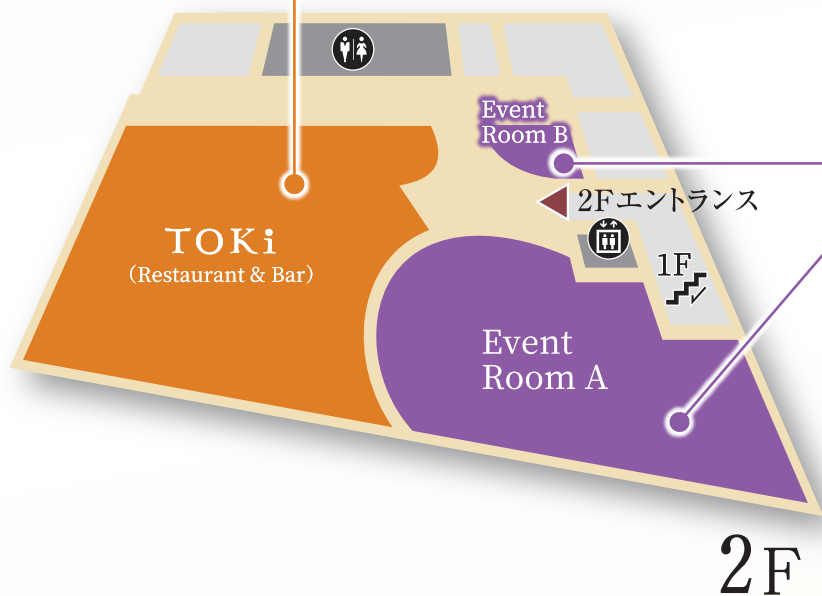 Event
Room B
2Fエントランス
TOKi
（Restaurant & Bar）
1F
Event
Room A
2F